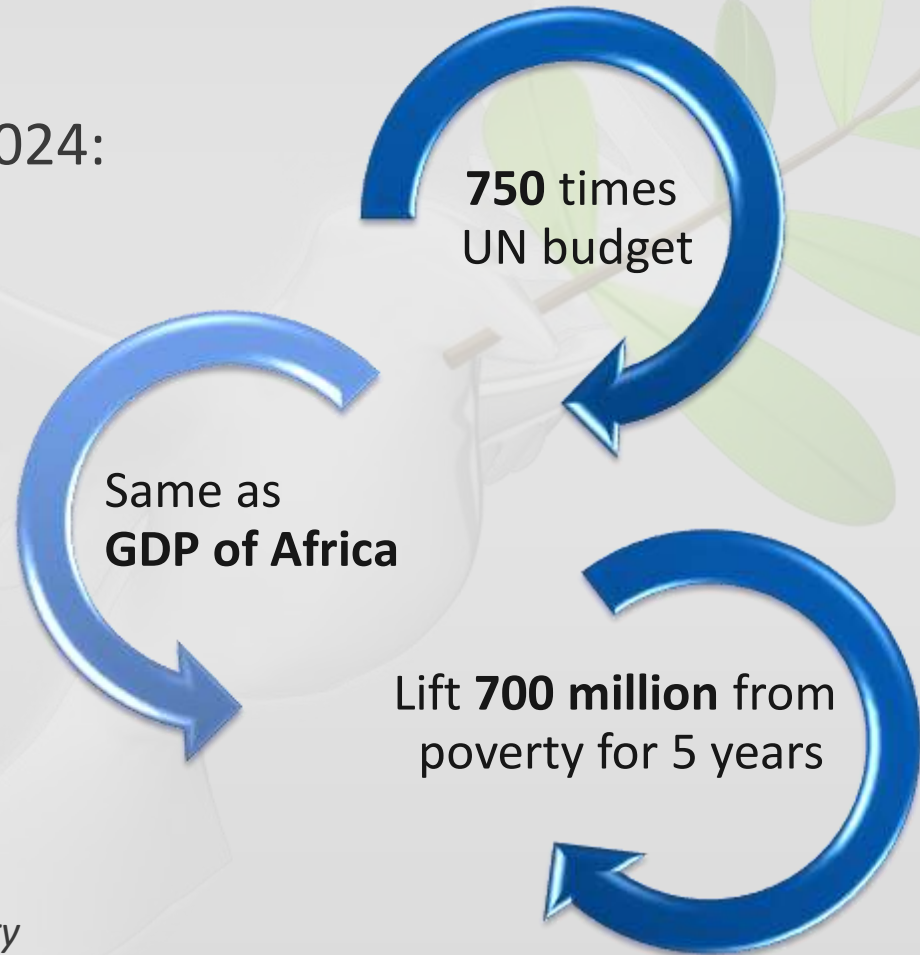 024:
750 times
UN budget
Same as
GDP of Africa
Lift 700 million from
poverty for 5 years